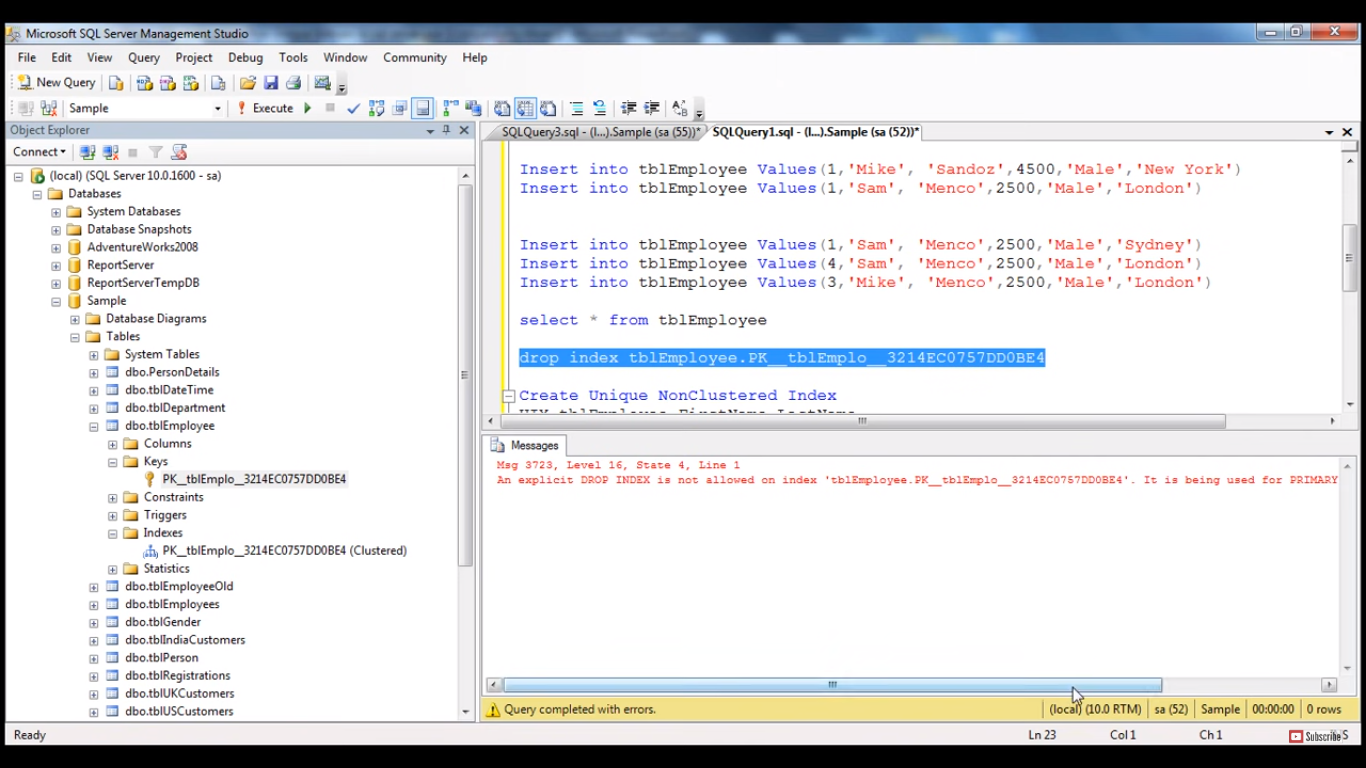 Microsoft SQL Server Management Studio
File Edit View Query Project Debug Tools Window Community Help
New Query
Sample Execute
Object Explorer
Connect
(local) (SQL Server 10.0.1600 - sa)
Databases
System Databases
Database Snapshots
AdventureWorks2008
ReportServer
ReportServerTempDB
Sample
Database Diagrams
Tables
System Tables
dbo.PersonDetails
dbo.tblDateTime
dbo.tblDepartment
dbo.tblEmployee
Columns
Keys
PK__tblEmplo__3214EC0757DD0BE4
Constraints
Triggers
Indexes
PK__tblEmplo__3214EC0757DD0BE4 (Clustered)
Statistics
dbo.tblEmployeeOld
dbo.tblEmployees
dbo.tblGender
dbo.tblIndiaCustomers
dbo.tblPerson
dbo.tblRegistrations
dbo.tblUKCustomers
dbo.tblUSCustomers
SQLQuery3.sql - (l...).Sample (sa (55))* SQLQuery1.sql - (l...).Sample (sa (52))*
Insert into tblEmployee Values(1,'Mike', 'Sandoz',4500,'Male','New York')
Insert into tblEmployee Values(1,'Sam', 'Menco',2500,'Male','London')
Insert into tblEmployee Values(1,'Sam', 'Menco',2500,'Male','Sydney')
Insert into tblEmployee Values(4,'Sam', 'Menco',2500,'Male','London')
Insert into tblEmployee Values(3,'Mike', 'Menco',2500,'Male','London')
select * from tblEmployee
drop index tblEmployee.PK__tblEmplo__3214EC0757DD0BE4
Create Unique NonClustered Index
Messages
Msg 3723, Level 16, State 4, Line 1
An explicit DROP INDEX is not allowed on index 'tblEmployee.PK__tblEmplo__3214EC0757DD0BE4'. It is being used for PRIMARY
Query completed with errors. (local) (10.0 RTM) sa (52) Sample 00:00:00 0 rows
Ready Ln 23 Col 1 Ch 1 Subscribe